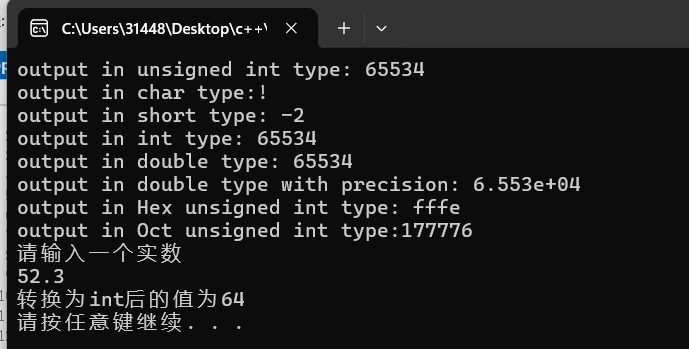 C:\Users\31448\Desktop\c++\
output in unsigned int type: 65534
output in char type:!
output in short type: -2
output in int type: 65534
output in double type: 65534
output in double type with precision: 6.553e+04
output in Hex unsigned int type: fffe
output in Oct unsigned int type:177776
请输入一个实数
52.3
转换为int后的值为64
请按任意键继续. . .